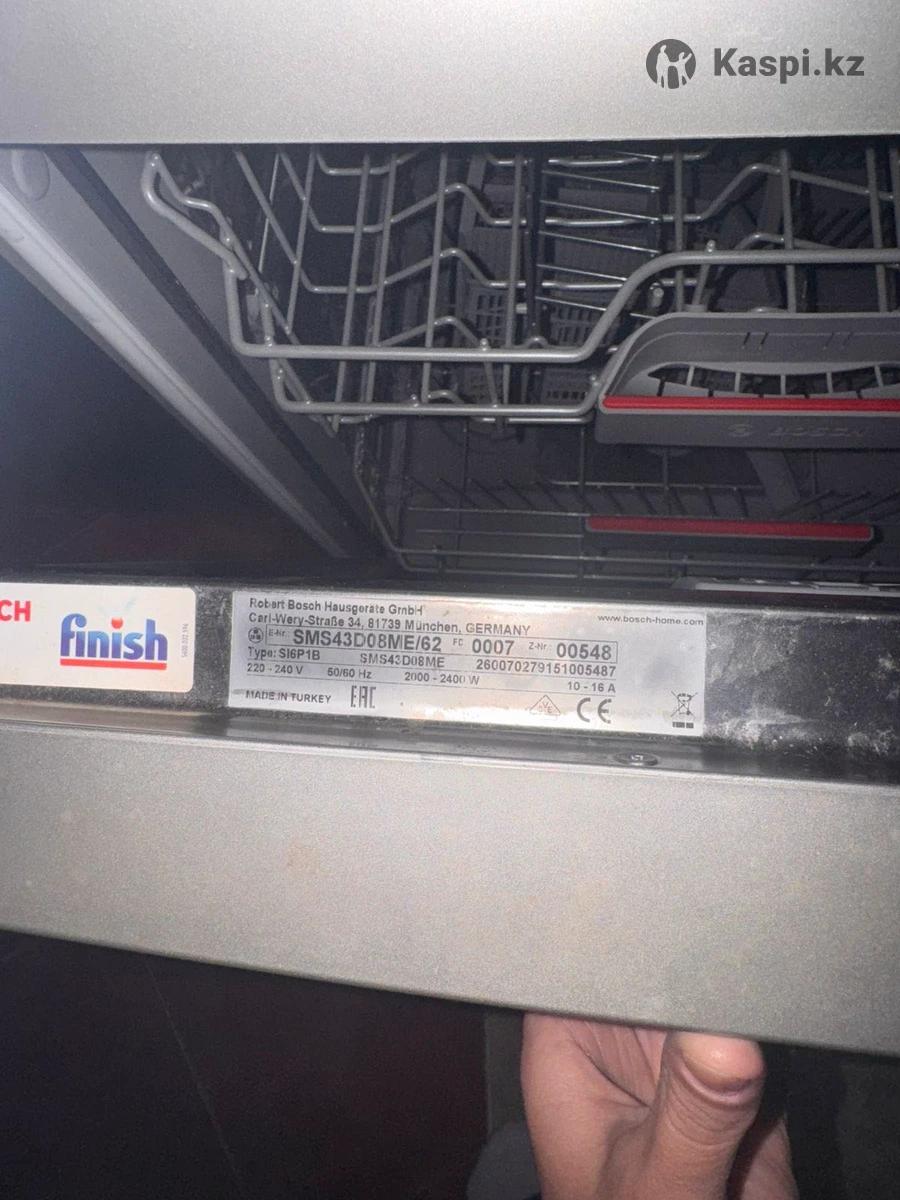 Kaspi.kz
BOSCH
CH
finish
Robert Bosch Hausgeräte GmbH
Carl-Wery-Straße 34, 81739 München, GERMANY
www.bosch-home.com
E-Nr. SMS43D08ME/62 FC 0007 Z-Nr. 00548
Type: SI6P1B SMS43D08ME 260070279151005487
220 - 240 V 50/60 Hz 2000 - 2400 W 10 - 16 A
MADE IN TURKEY EAC CE